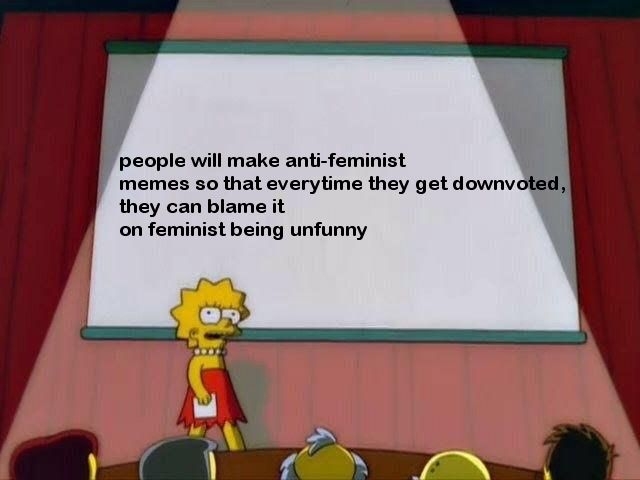 people will make anti-feminist
memes so that everytime they get downvoted,
they can blame it
on feminist being unfunny